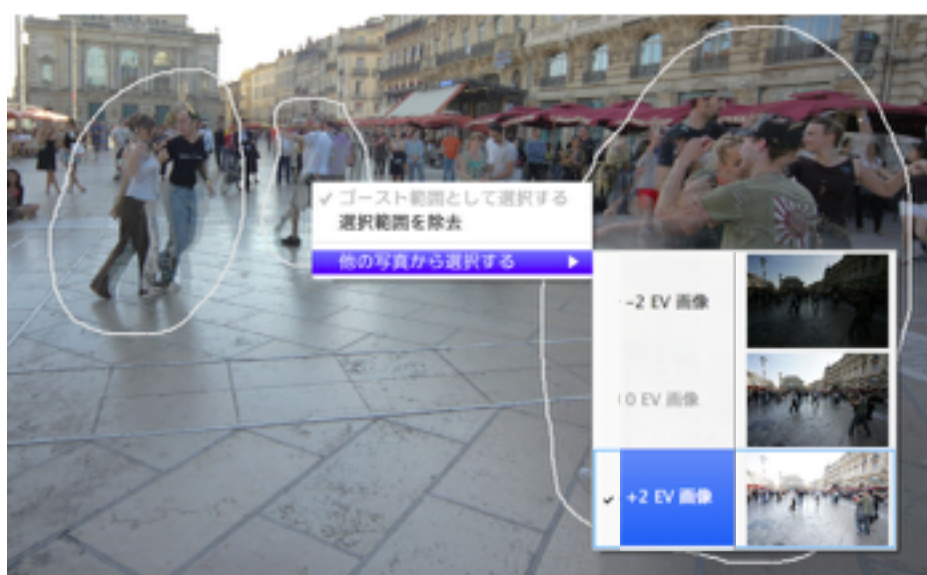 ✓ ゴースト範囲として選択する
選択範囲を除去
他の写真から選択する ▶
-2 EV 画像
0 EV 画像
✓ +2 EV 画像